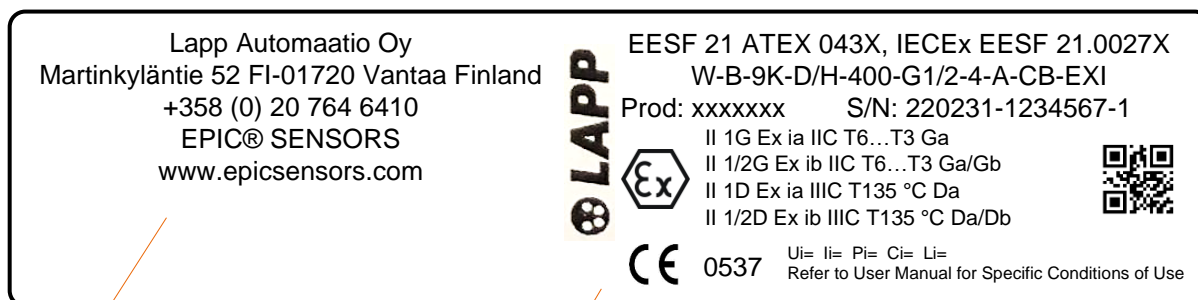 Lapp Automaatio Oy
Martinkyläntie 52 FI-01720 Vantaa Finland
+358 (0) 20 764 6410
EPIC® SENSORS
www.epicsensors.com
LAPP
EESF 21 ATEX 043X, IECEx EESF 21.0027X
W-B-9K-D/H-400-G1/2-4-A-CB-EXI
Prod: xxxxxxx S/N: 220231-1234567-1
II 1G Ex ia IIC T6…T3 Ga
II 1/2G Ex ib IIC T6…T3 Ga/Gb
II 1D Ex ia IIIC T135 °C Da
II 1/2D Ex ib IIIC T135 °C Da/Db
Ex
CE 0537
Ui= Ii= Pi= Ci= Li=
Refer to User Manual for Specific Conditions of Use